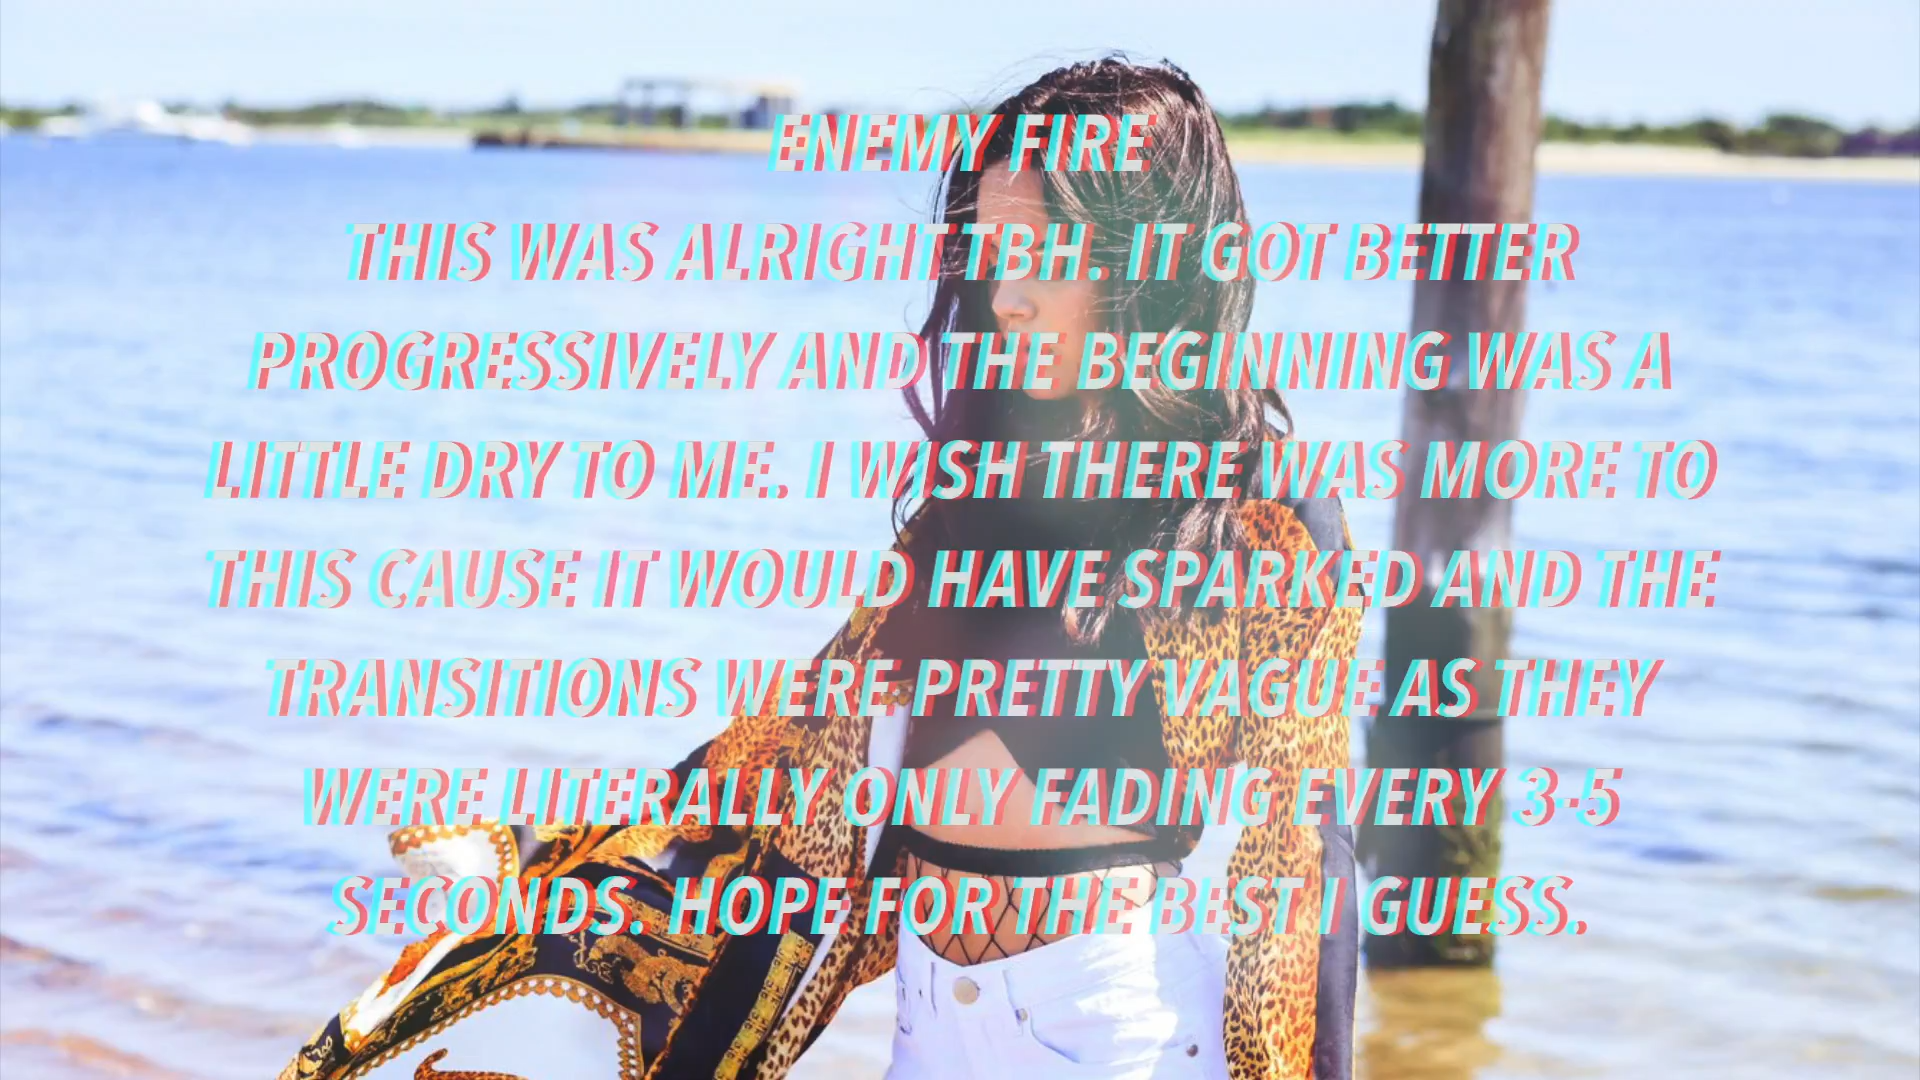 ENEMY FIRE
THIS WAS ALRIGHT TBH. IT GOT BETTER
PROGRESSIVELY AND THE BEGINNING WAS A
LITTLE DRY TO ME. I WISH THERE WAS MORE TO
THIS CAUSE IT WOULD HAVE SPARKED AND THE
TRANSITIONS WERE PRETTY VAGUE AS THEY
WERE LITERALLY ONLY FADING EVERY 3-5
SECONDS. HOPE FOR THE BEST I GUESS.